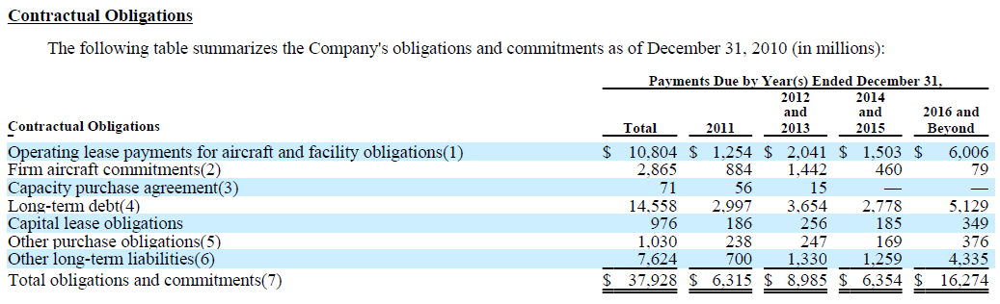 Contractual Obligations
The following table summarizes the Company's obligations and commitments as of December 31, 2010 (in millions):
Payments Due by Year(s) Ended December 31,
Contractual Obligations Total 2011 2012 and 2013 2014 and 2015 2016 and Beyond
Operating lease payments for aircraft and facility obligations(1) $ 10,804 $ 1,254 $ 2,041 $ 1,503 $ 6,006
Firm aircraft commitments(2) 2,865 884 1,442 460 79
Capacity purchase agreement(3) 71 56 15 — —
Long-term debt(4) 14,558 2,997 3,654 2,778 5,129
Capital lease obligations 976 186 256 185 349
Other purchase obligations(5) 1,030 238 247 169 376
Other long-term liabilities(6) 7,624 700 1,330 1,259 4,335
Total obligations and commitments(7) $ 37,928 $ 6,315 $ 8,985 $ 6,354 $ 16,274